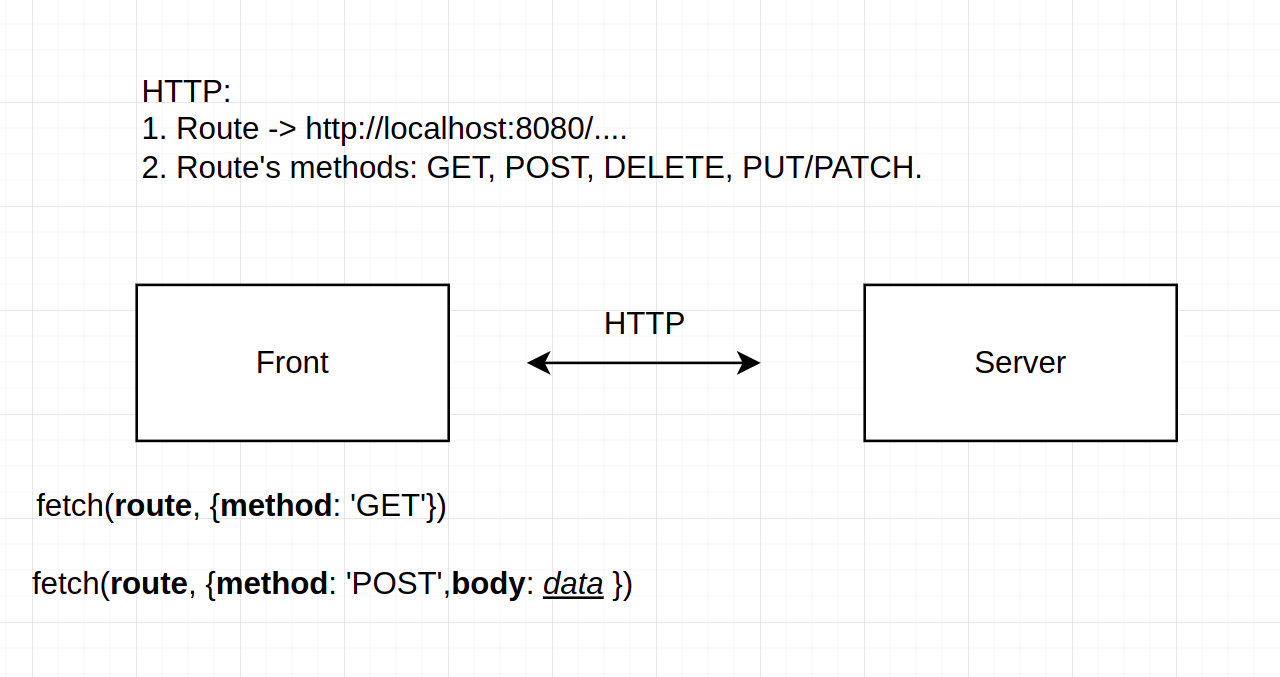 HTTP:
1. Route -> http://localhost:8080/....
2. Route's methods: GET, POST, DELETE, PUT/PATCH.
HTTP
Front
Server
fetch(route, {method: 'GET'})
fetch(route, {method: 'POST',body: data })